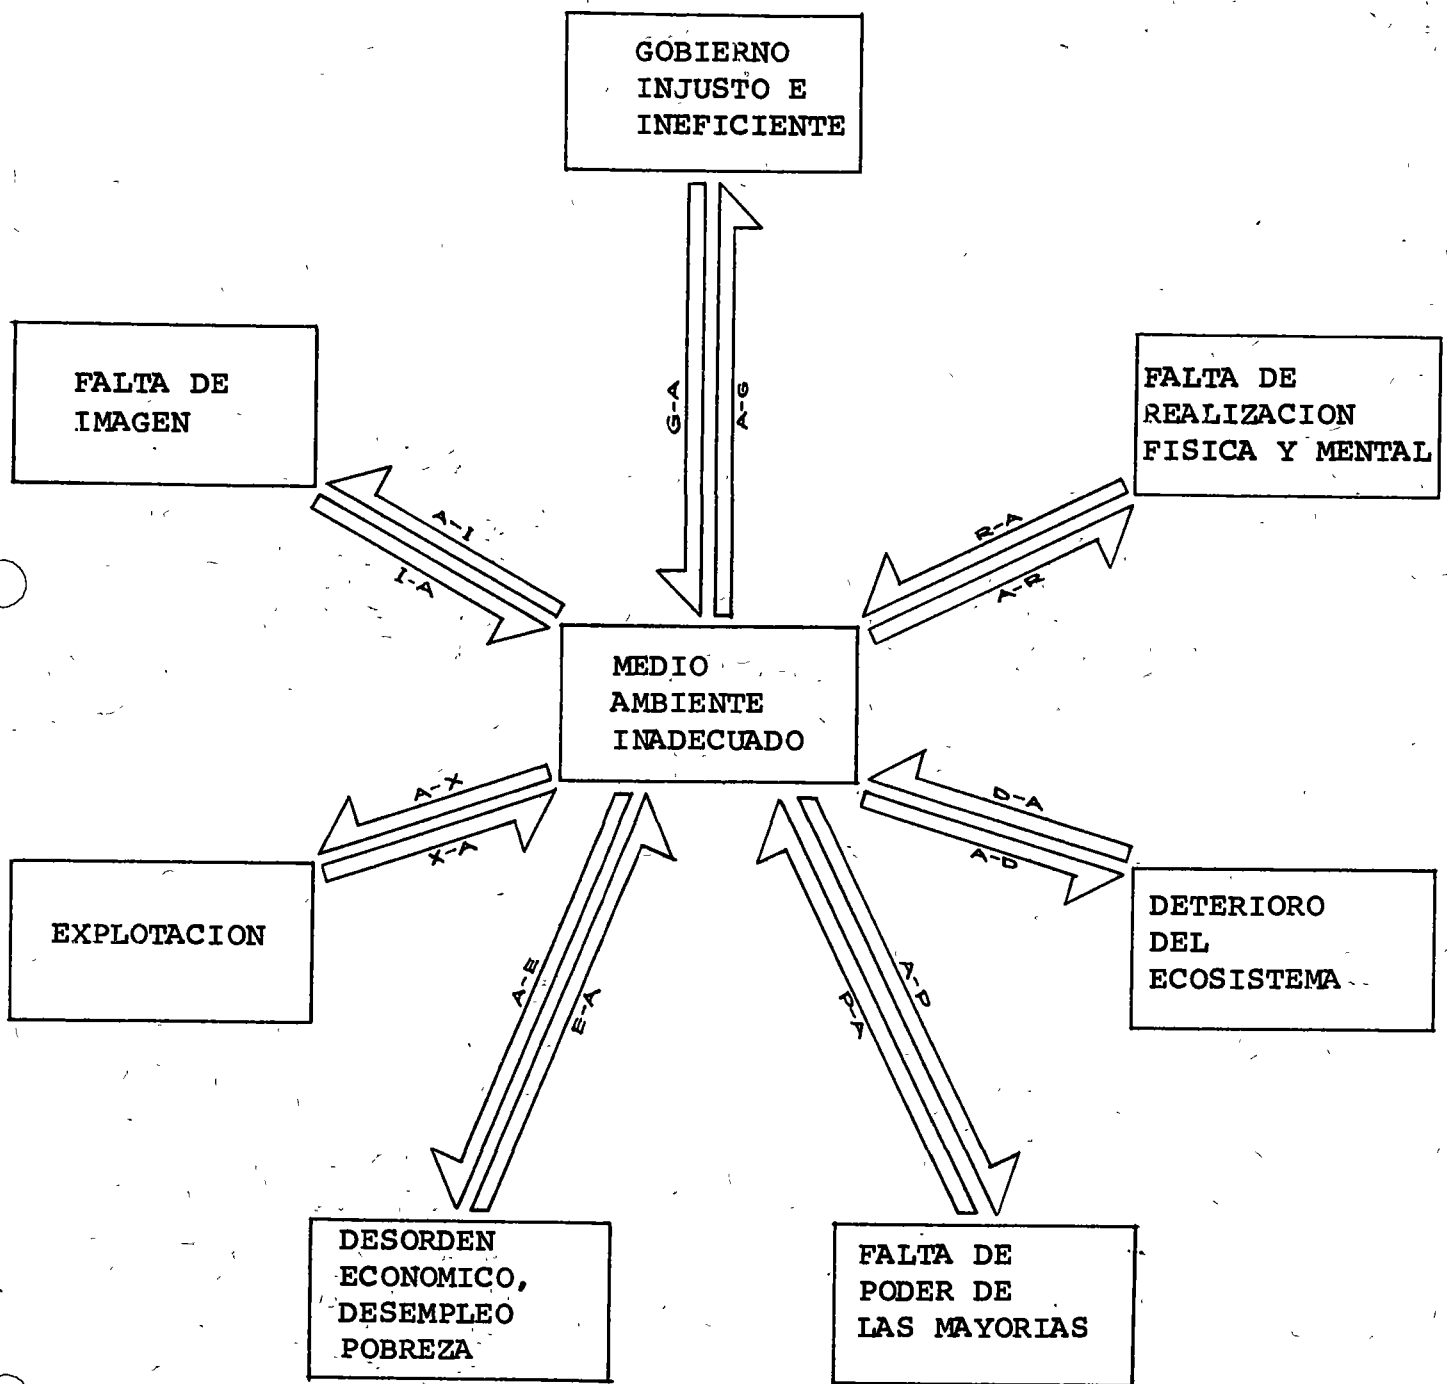 GOBIERNO
INJUSTO E
INEFICIENTE
FALTA DE
IMAGEN
FALTA DE
REALIZACION
FISICA Y MENTAL
G-A
A-G
A-I
I-A
R-A
A-R
MEDIO
AMBIENTE
INADECUADO
A-X
X-A
D-A
A-D
EXPLOTACION
DETERIORO
DEL
ECOSISTEMA
A-E
E-A
A-P
P-A
DESORDEN
ECONOMICO,
DESEMPLEO
POBREZA
FALTA DE
PODER DE
LAS MAYORIAS